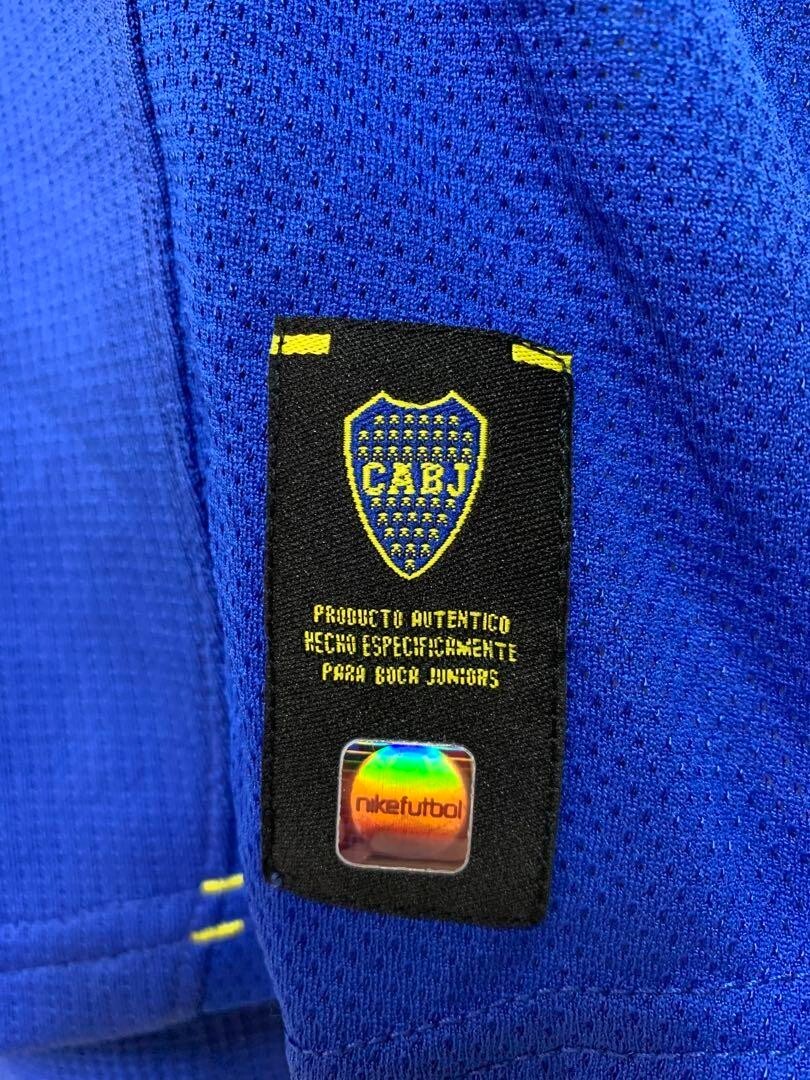 CABJ
PRODUCTO AUTENTICO
HECHO ESPECIFICAMENTE
PARA BOCA JUNIORS
nikefutbol